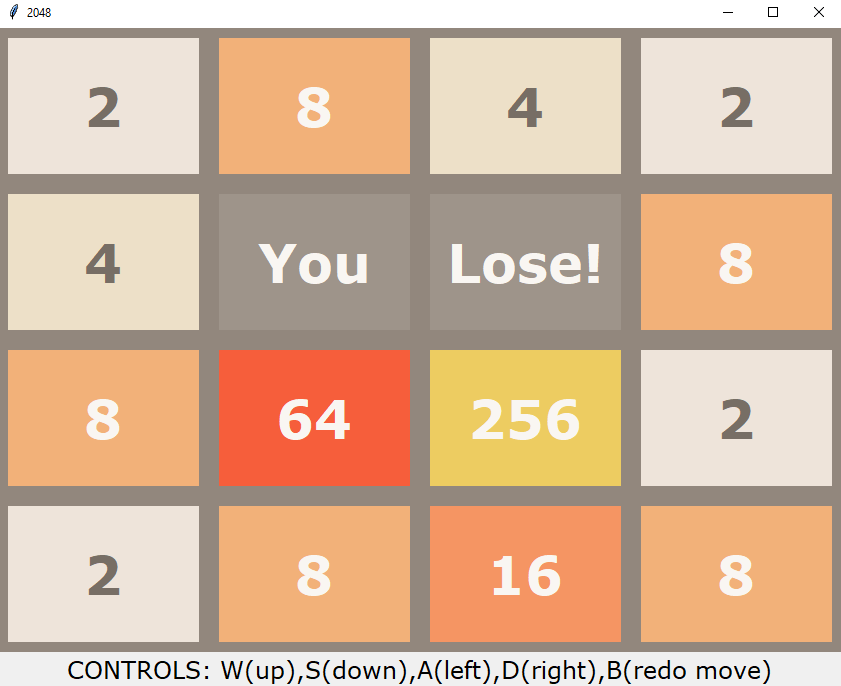 2048
2 8 4 2
4 You Lose! 8
8 64 256 2
2 8 16 8
CONTROLS: W(up),S(down),A(left),D(right),B(redo move)